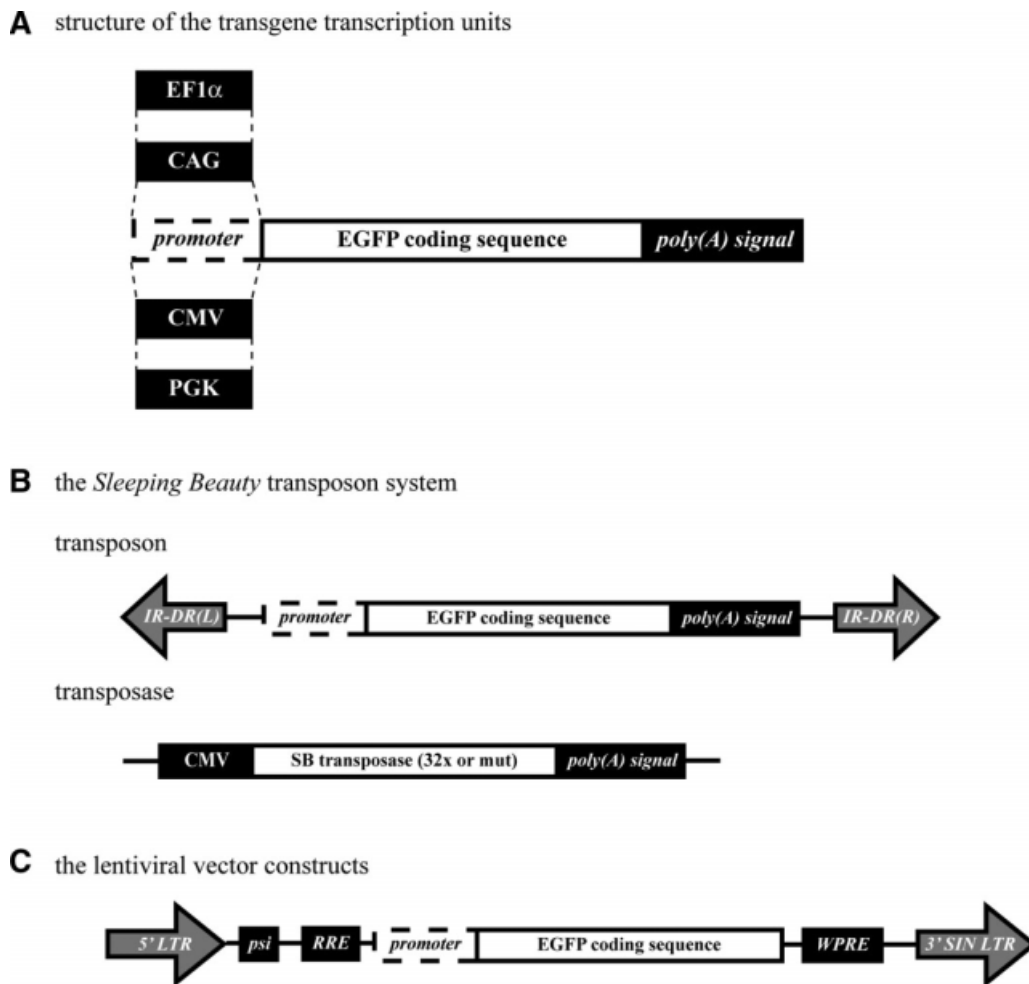 A structure of the transgene transcription units
EF1α
CAG
promoter EGFP coding sequence poly(A) signal
CMV
PGK
B the Sleeping Beauty transposon system
transposon
IR-DR(L) promoter EGFP coding sequence poly(A) signal IR-DR(R)
transposase
CMV SB transposase (32x or mut) poly(A) signal
C the lentiviral vector constructs
5' LTR psi RRE promoter EGFP coding sequence WPRE 3' SIN LTR